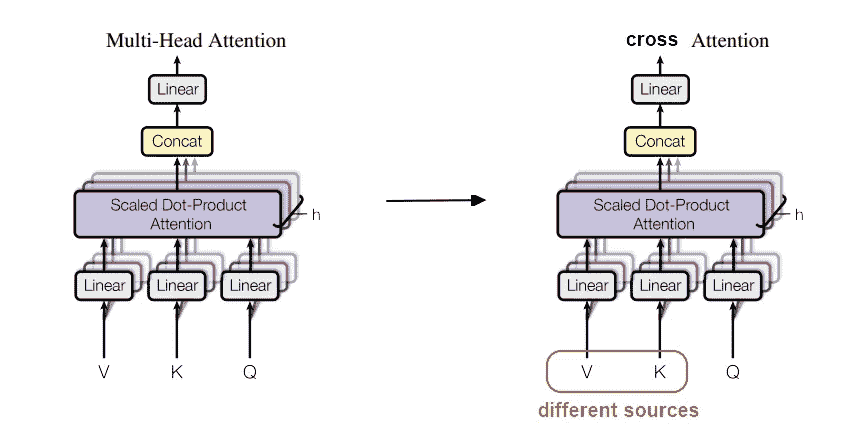 Multi-Head Attention
Linear
Concat
Scaled Dot-Product
Attention
h
Linear
Linear
Linear
V
K
Q
cross Attention
Linear
Concat
Scaled Dot-Product
Attention
h
Linear
Linear
Linear
V
K
Q
different sources